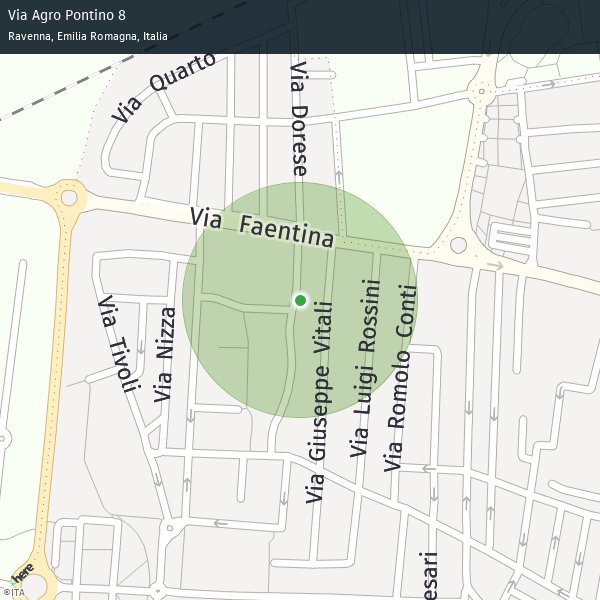 Via Agro Pontino 8
Ravenna, Emilia Romagna, Italia
Via Quarto
Via Dorese
Via Faentina
Via Tivoli
Via Nizza
Via Giuseppe Vitali
Via Luigi Rossini
Via Romolo Conti
esari
here
©ITA